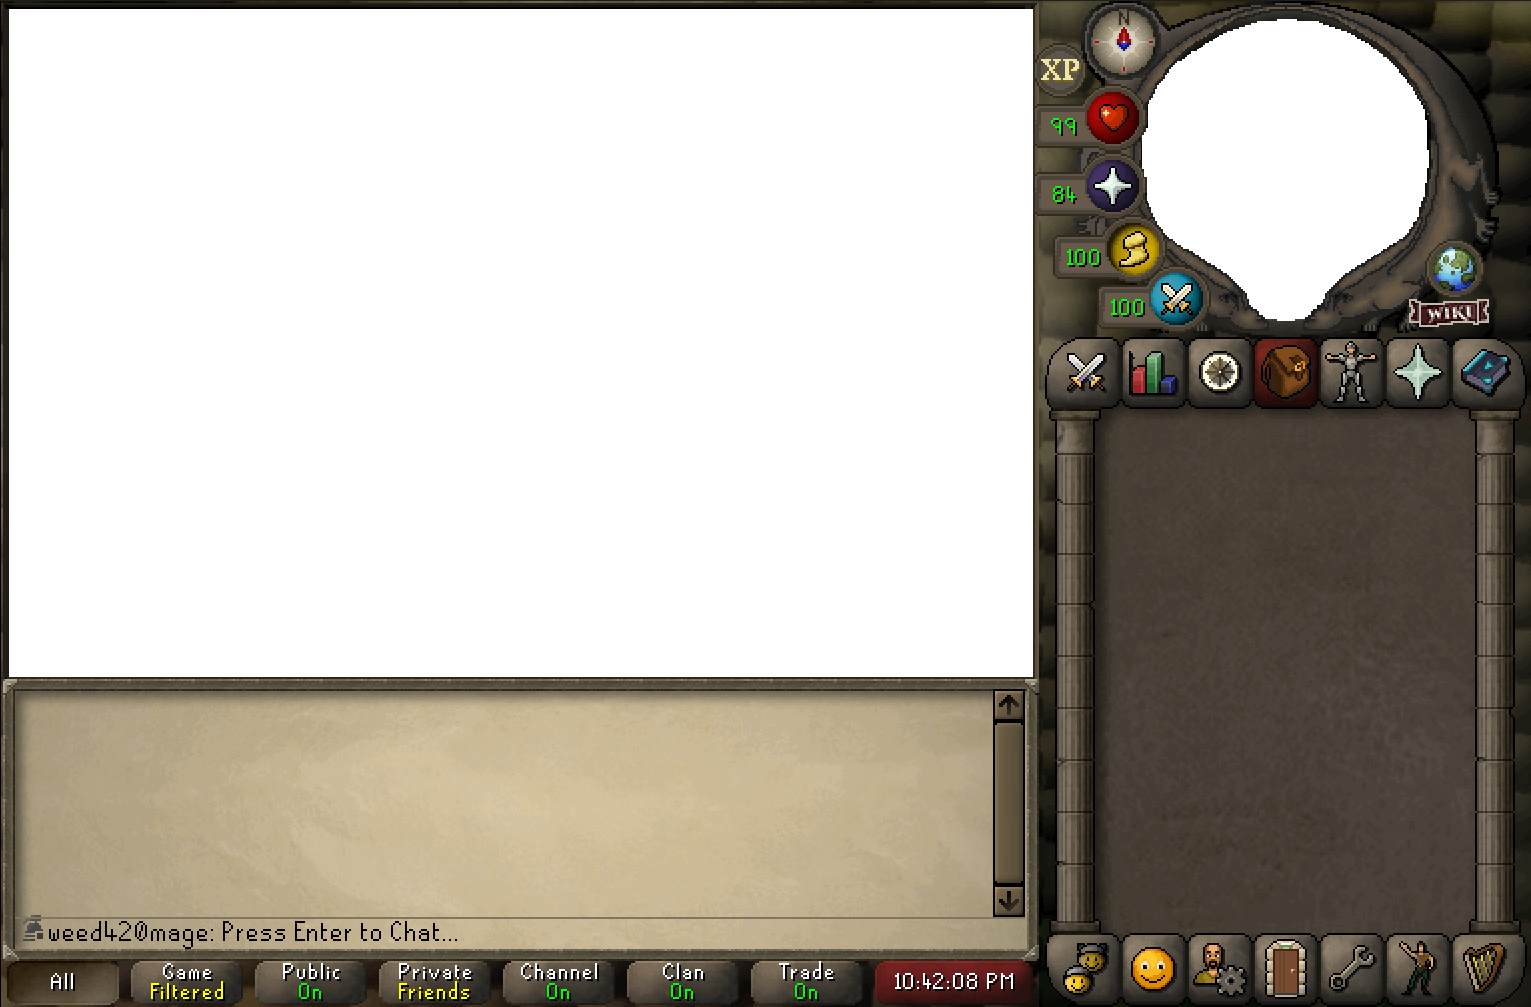 N
XP
99
84
100
100
WIKI
weed420mage: Press Enter to Chat...
All
Game
Filtered
Public
On
Private
Friends
Channel
On
Clan
On
Trade
On
10:42:08 PM